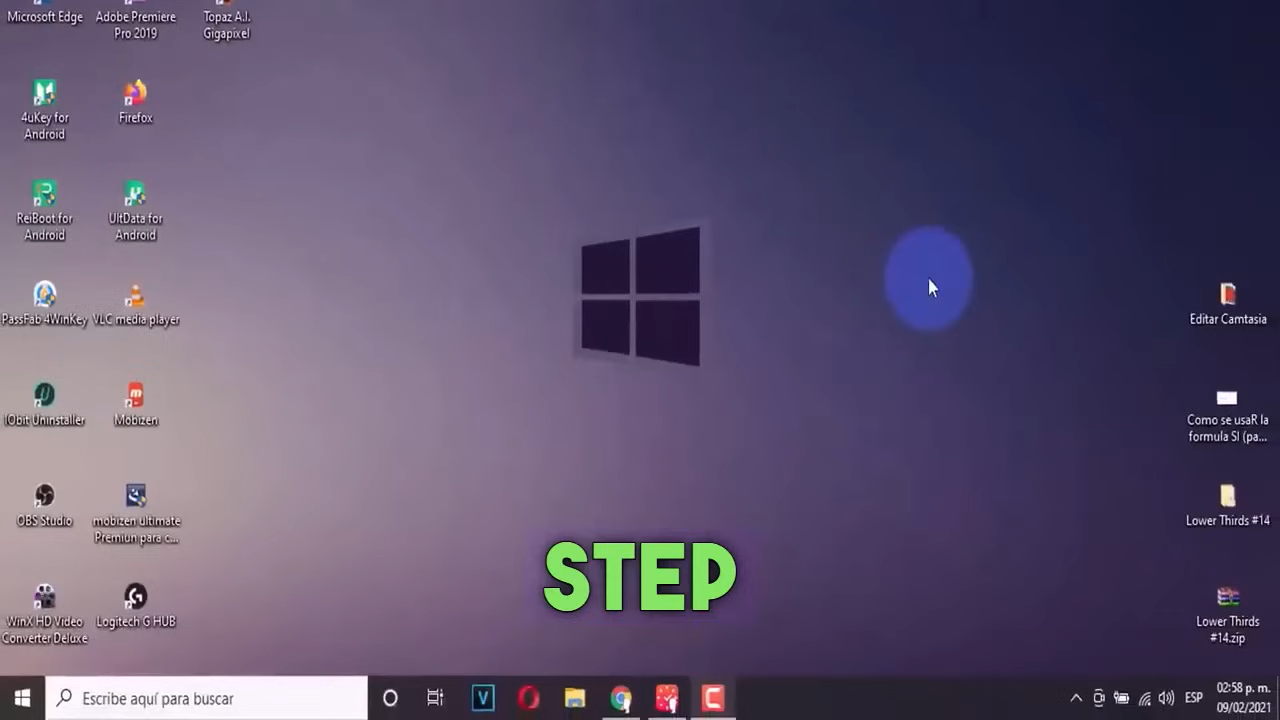 Microsoft Edge
Adobe Premiere
Pro 2019
Topaz A.I.
Gigapixel
4uKey for
Android
Firefox
ReiBoot for
Android
UltData for
Android
PassFab 4WinKey
VLC media player
IObit Uninstaller
Mobizen
OBS Studio
mobizen ultimate
Premiun para c...
WinX HD Video
Converter Deluxe
Logitech G HUB
Editar Camtasia
Como se usaR la
formula SI (pa...
Lower Thirds #14
Lower Thirds
#14.zip
STEP
Escribe aquí para buscar
ESP
02:58 p. m.
09/02/2021